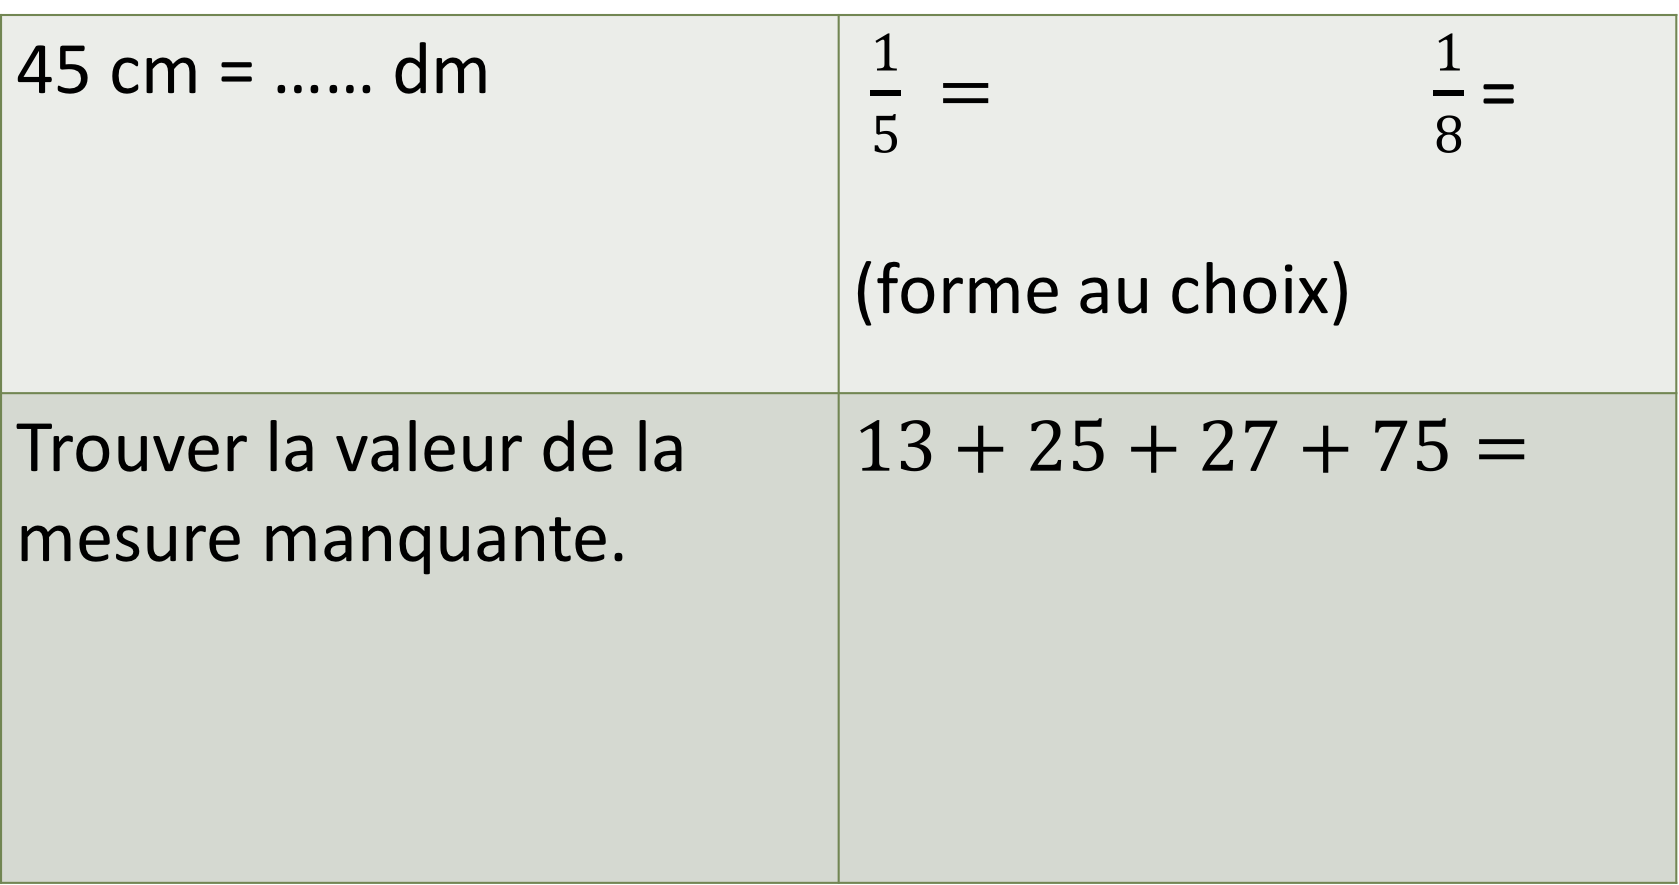 45 cm = …… dm
1/5 = 1/8 =
(forme au choix)
Trouver la valeur de la
mesure manquante.
13 + 25 + 27 + 75 =